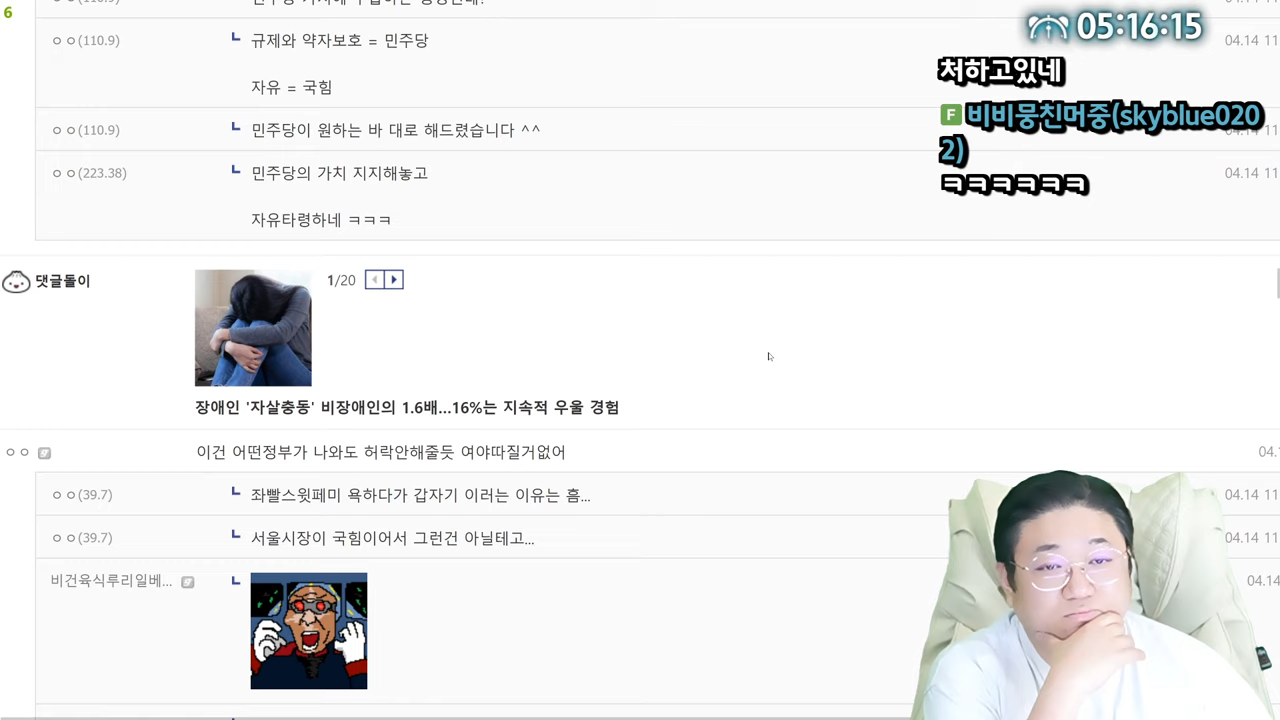 6
05:16:15
ㅇㅇ(110.9) 규제와 약자보호 = 민주당 04.14 11
자유 = 국힘
ㅇㅇ(110.9) 민주당이 원하는 바 대로 해드렸습니다 ^^
ㅇㅇ(223.38) 민주당의 가치 지지해놓고 04.14 11
자유타령하네 ㅋㅋㅋ
처하고있네
F 비비뭉친머중(skyblue020
2)
ㅋㅋㅋㅋㅋㅋ
댓글돌이 1/20
장애인 '자살충동' 비장애인의 1.6배...16%는 지속적 우울 경험
ㅇㅇ 이건 어떤정부가 나와도 허락안해줄듯 여야따질거없어 04.
ㅇㅇ(39.7) 좌빨스윗페미 욕하다가 갑자기 이러는 이유는 흠... 04.14 11
ㅇㅇ(39.7) 서울시장이 국힘이어서 그런건 아닐테고... 04.14 11
비건육식루리일베... 04.14